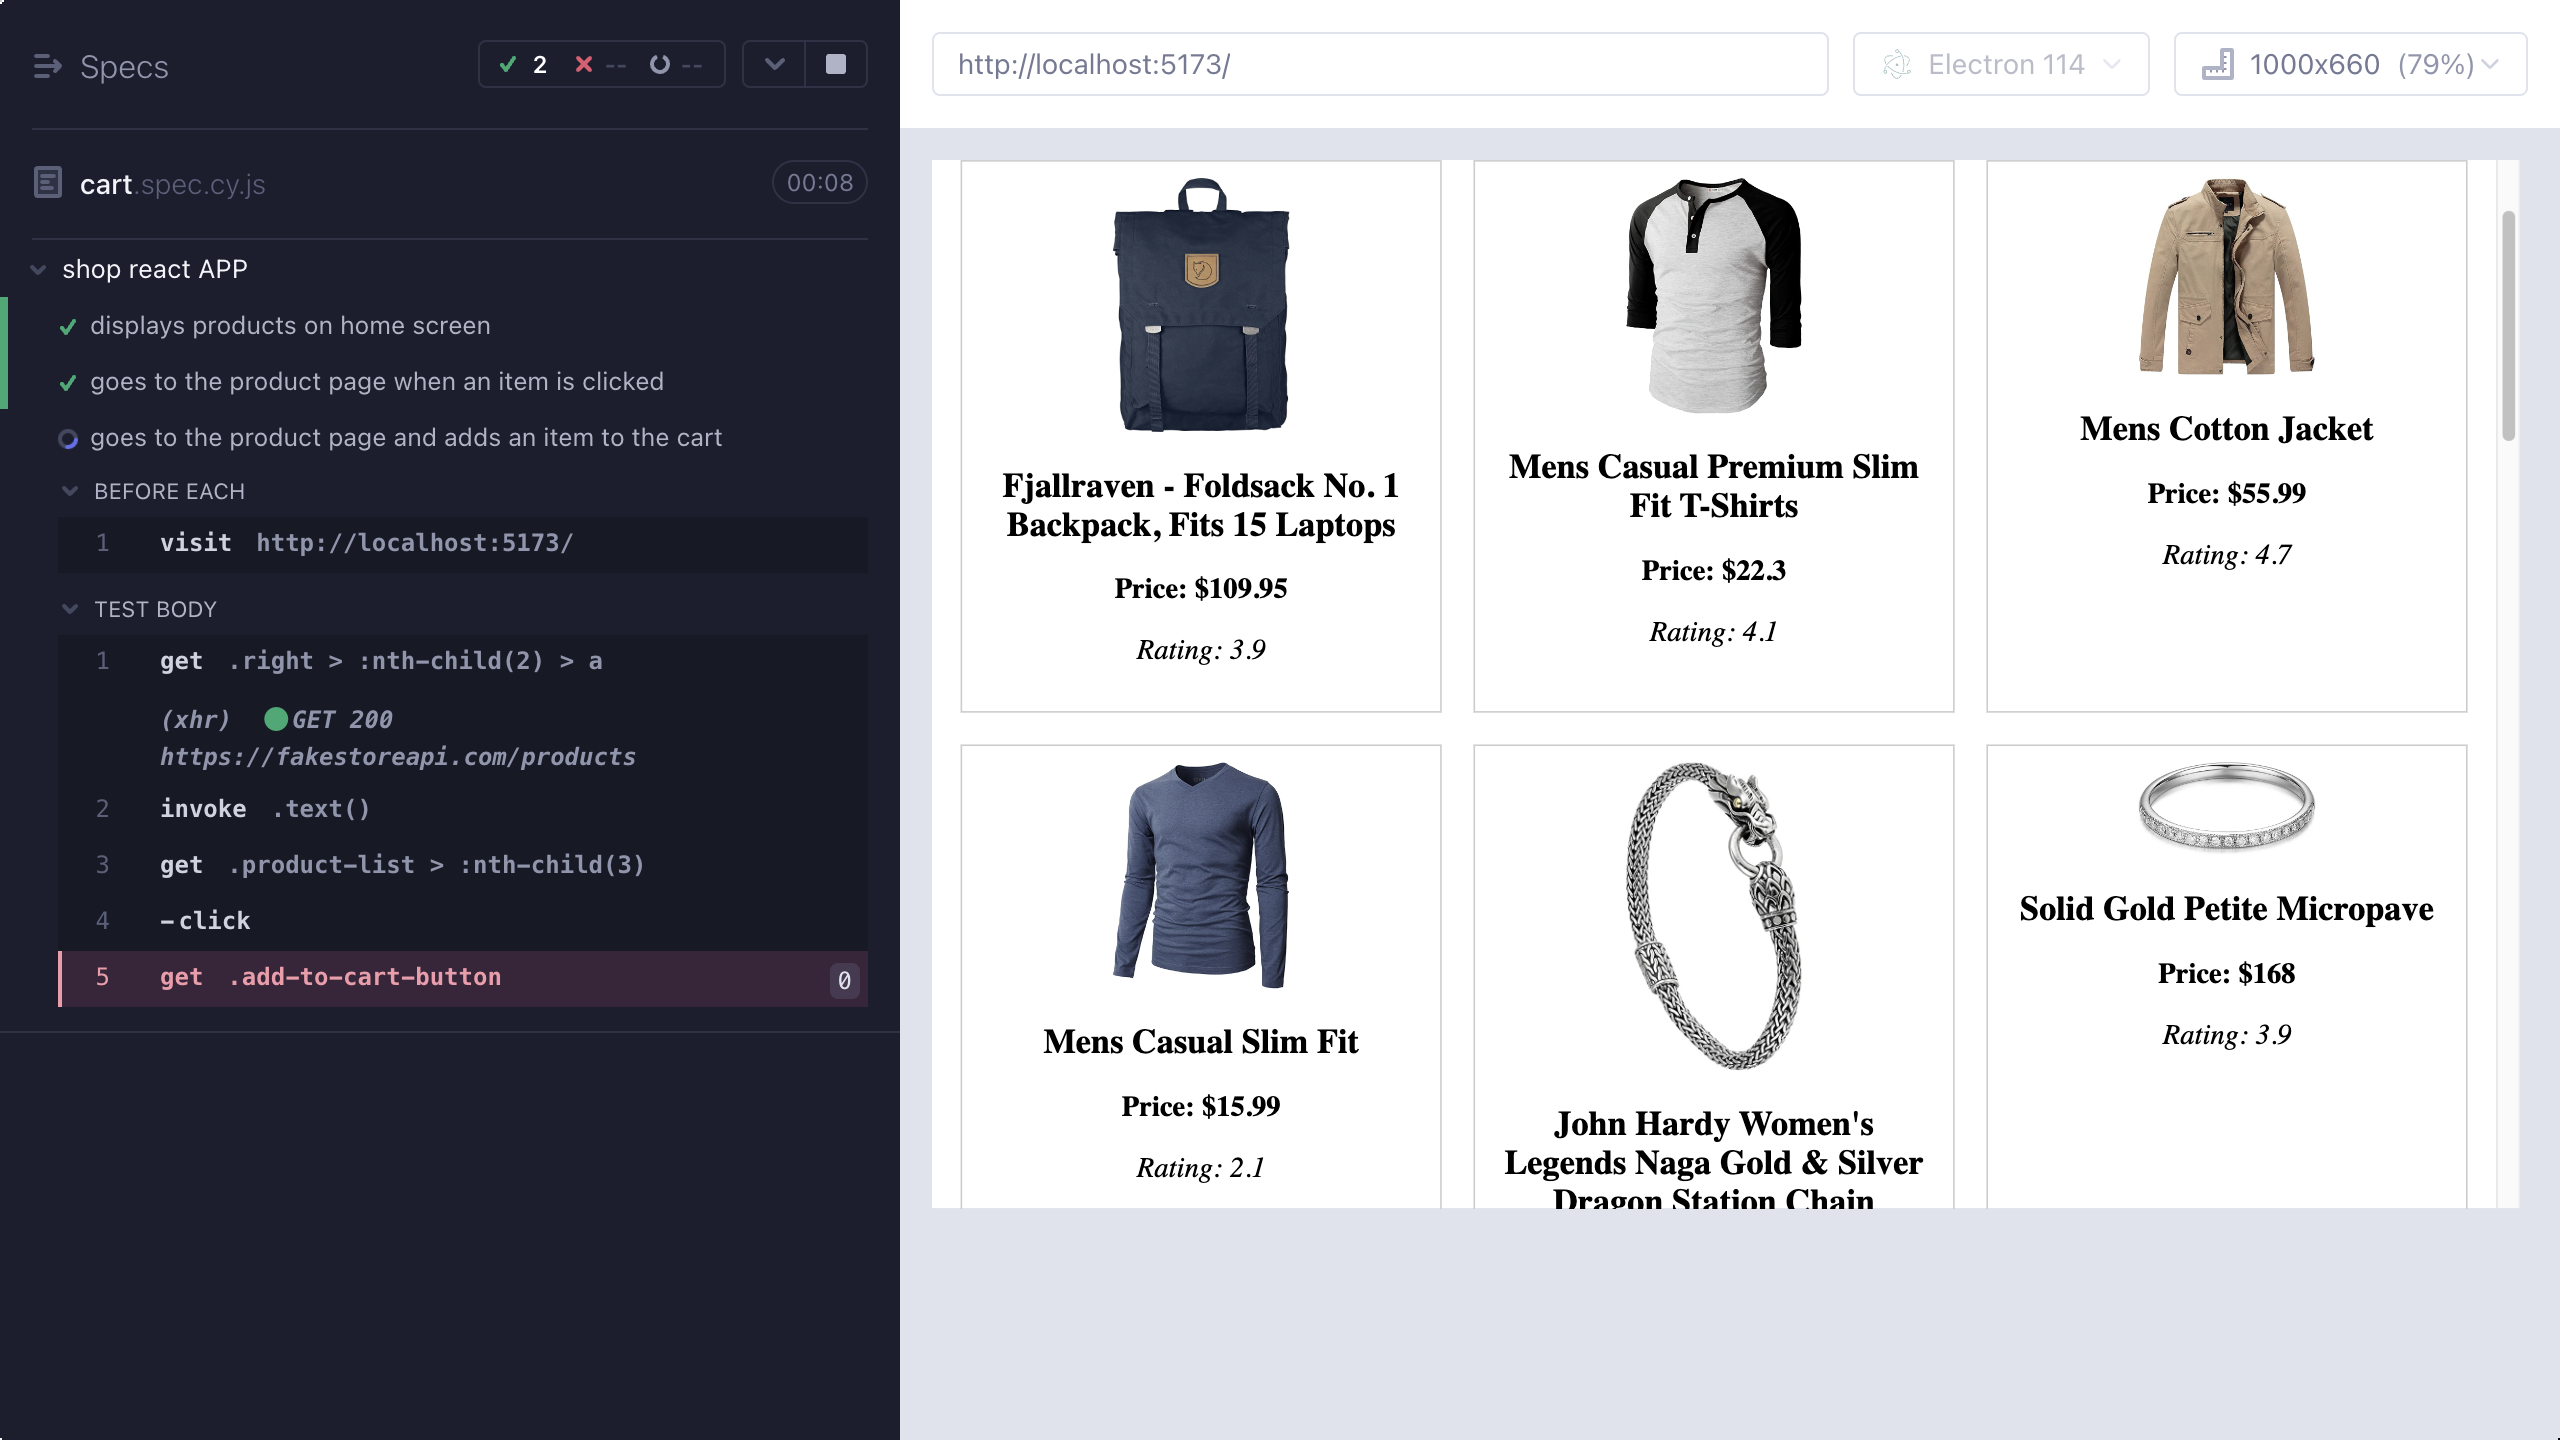 Specs
2 -- --
cart.spec.cy.js
00:08
shop react APP
displays products on home screen
goes to the product page when an item is clicked
goes to the product page and adds an item to the cart
BEFORE EACH
1 visit http://localhost:5173/
TEST BODY
1 get .right > :nth-child(2) > a
(xhr) GET 200
https://fakestoreapi.com/products
2 invoke .text()
3 get .product-list > :nth-child(3)
4 -click
5 get .add-to-cart-button 0
http://localhost:5173/
Electron 114
1000x660 (79%)
Fjallraven - Foldsack No. 1
Backpack, Fits 15 Laptops
Price: $109.95
Rating: 3.9
Mens Casual Premium Slim
Fit T-Shirts
Price: $22.3
Rating: 4.1
Mens Cotton Jacket
Price: $55.99
Rating: 4.7
Mens Casual Slim Fit
Price: $15.99
Rating: 2.1
John Hardy Women's
Legends Naga Gold & Silver
Dragon Station Chain
Solid Gold Petite Micropave
Price: $168
Rating: 3.9